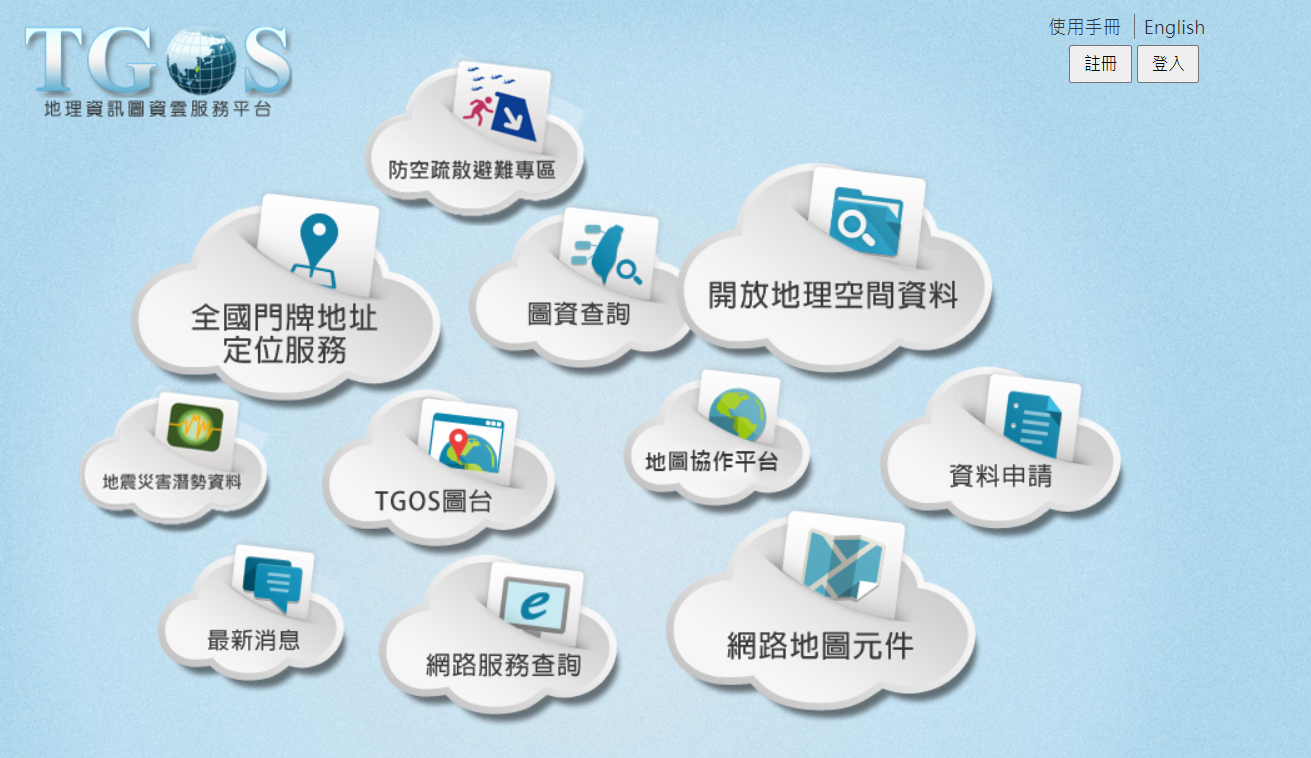 TGOS
地理資訊圖資雲服務平台
使用手冊
English
註冊
登入
防空疏散避難專區
全國門牌地址
定位服務
圖資查詢
開放地理空間資料
地震災害潛勢資料
TGOS圖台
地圖協作平台
資料申請
最新消息
網路服務查詢
網路地圖元件